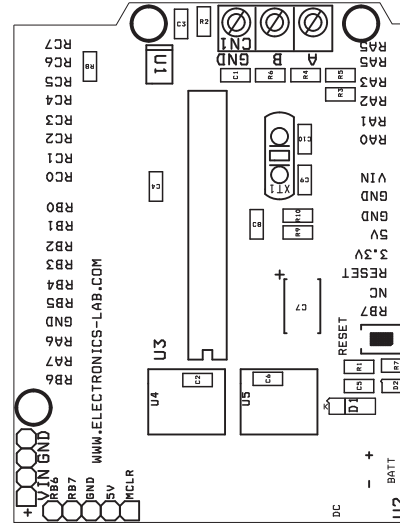 C3
R2
CN1
GND B A
U1
R8
C1 R6 R4 R5
R3
RC7
RC6
RC5
RC4
RC3
RC2
RC1
RC0
RB0
RB1
RB2
RB3
RB4
RB5
GND
RA6
RA7
RB6
RA5
RA5
RA3
RA2
RA1
RA0
VIN
GND
GND
5V
3.3V
RESET
NC
RB7
C10
XT1
C9
C4
C8
R10
R9
+
C7
RESET
WWW.ELECTRONICS-LAB.COM
U3
C2
C6
U4
U5
R1
R7
C5
D2
D1
GND
VIN
+
RB6
RB7
GND
5V
MCLR
DC
- +
BATT
U2